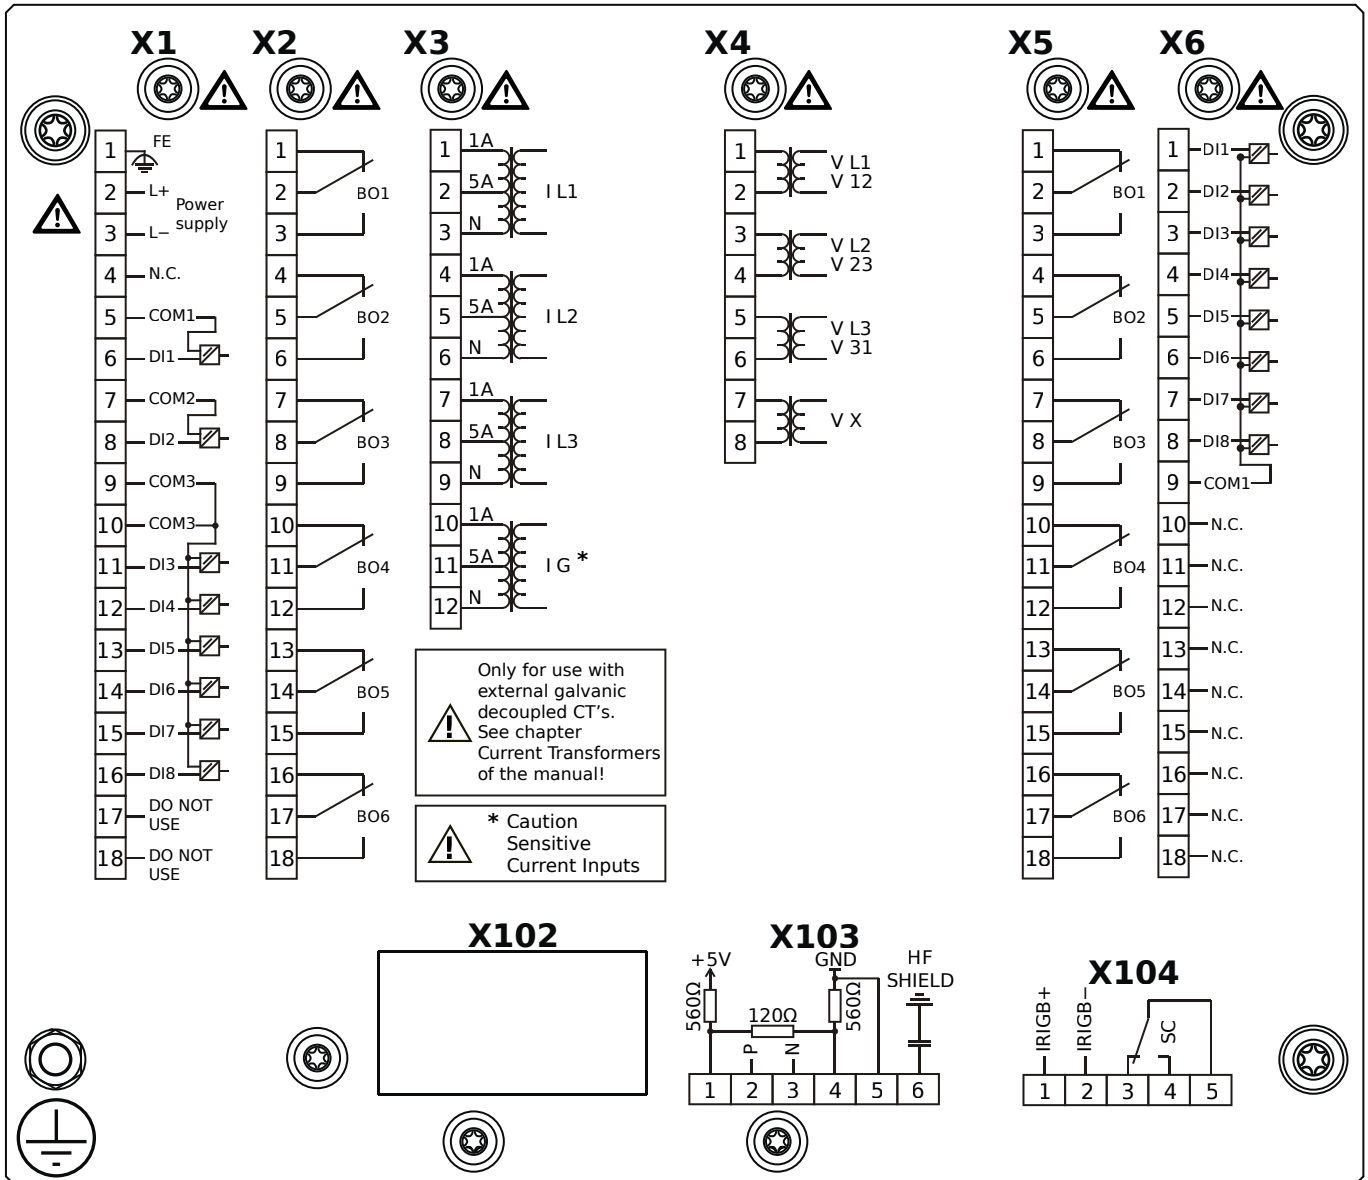 X1
X2
X3
X4
X5
X6
1 FE
2 L+
Power
supply
3 L−
4 N.C.
5 COM1
6 DI1
7 COM2
8 DI2
9 COM3
10 COM3
11 DI3
12 DI4
13 DI5
14 DI6
15 DI7
16 DI8
17 DO NOT
USE
18 DO NOT
USE
1
2 BO1
3
4
5 BO2
6
7
8 BO3
9
10
11 BO4
12
13
14 BO5
15
16
17 BO6
18
1 1A
2 5A I L1
3 N
4 1A
5 5A I L2
6 N
7 1A
8 5A I L3
9 N
10 1A
11 5A I G *
12 N
Only for use with
external galvanic
decoupled CT's.
See chapter
Current Transformers
of the manual!
* Caution
Sensitive
Current Inputs
1 V L1
2 V 12
3 V L2
4 V 23
5 V L3
6 V 31
7 V X
8
1
2 BO1
3
4
5 BO2
6
7
8 BO3
9
10
11 BO4
12
13
14 BO5
15
16
17 BO6
18
1 DI1
2 DI2
3 DI3
4 DI4
5 DI5
6 DI6
7 DI7
8 DI8
9 COM1
10 N.C.
11 N.C.
12 N.C.
13 N.C.
14 N.C.
15 N.C.
16 N.C.
17 N.C.
18 N.C.
X102
X103
+5V
GND
HF
SHIELD
560Ω
120Ω
560Ω
P
N
1 2 3 4 5 6
X104
IRIGB+
IRIGB−
SC
1 2 3 4 5